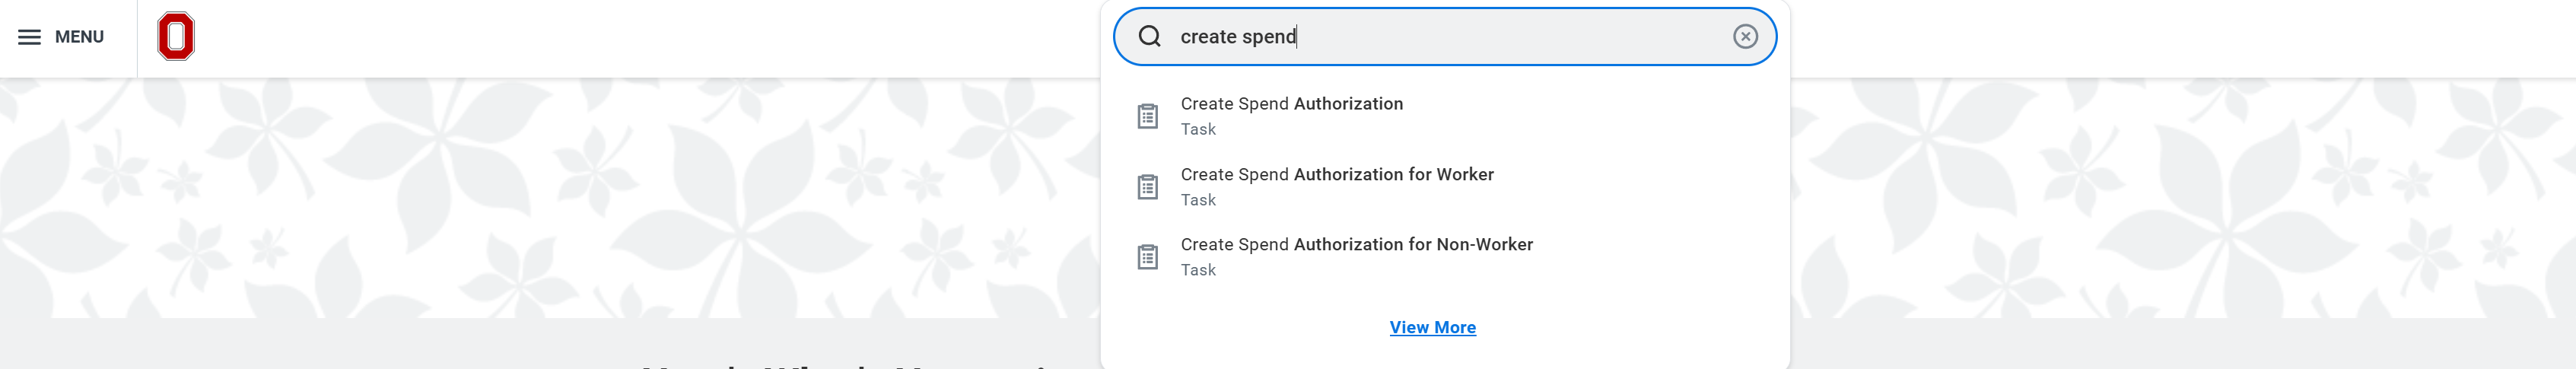 MENU
create spend
Create Spend Authorization
Task
Create Spend Authorization for Worker
Task
Create Spend Authorization for Non-Worker
Task
View More